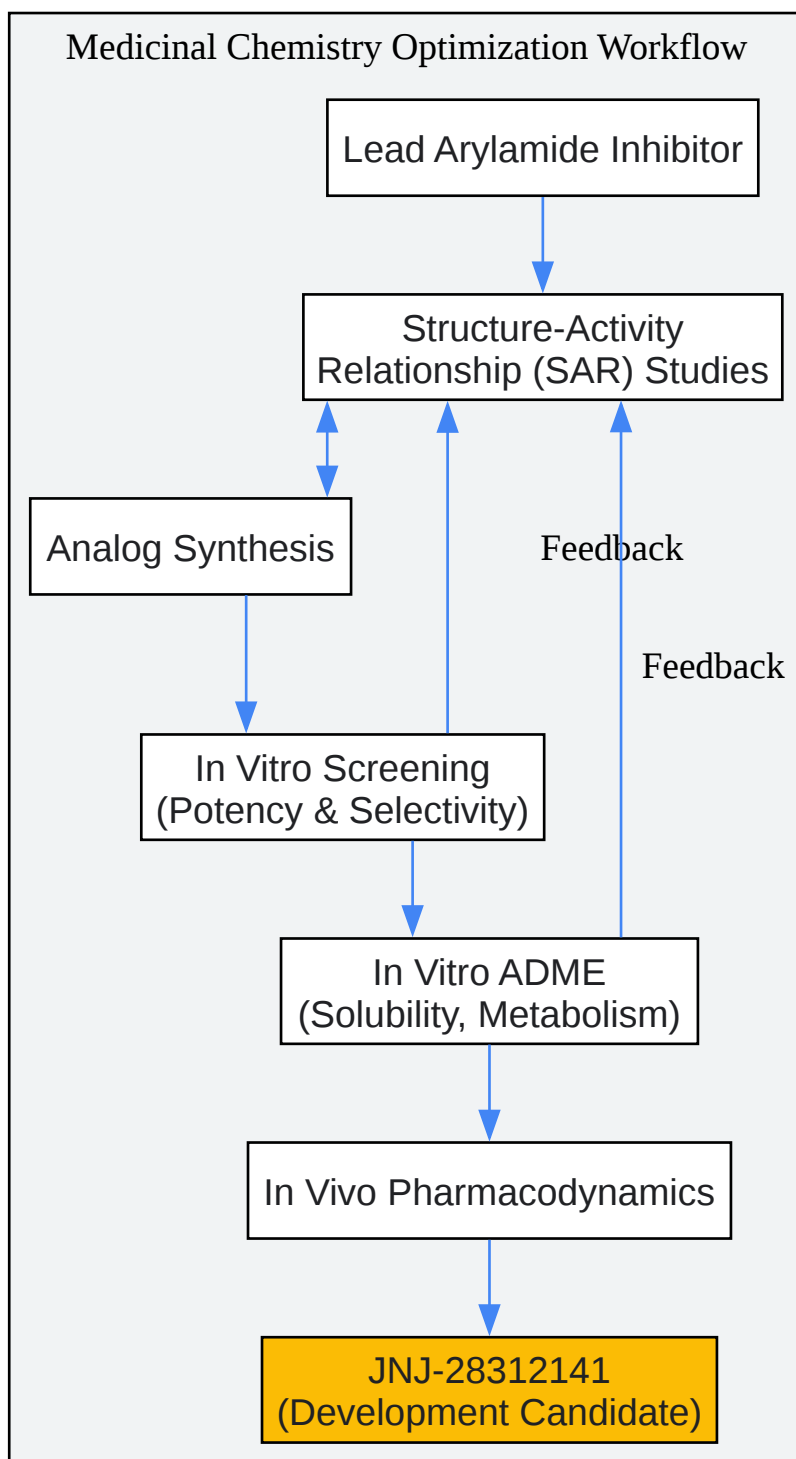 Medicinal Chemistry Optimization Workflow
Lead Arylamide Inhibitor
Structure-Activity
Relationship (SAR) Studies
Analog Synthesis
Feedback
Feedback
In Vitro Screening
(Potency & Selectivity)
In Vitro ADME
(Solubility, Metabolism)
In Vivo Pharmacodynamics
JNJ-28312141
(Development Candidate)